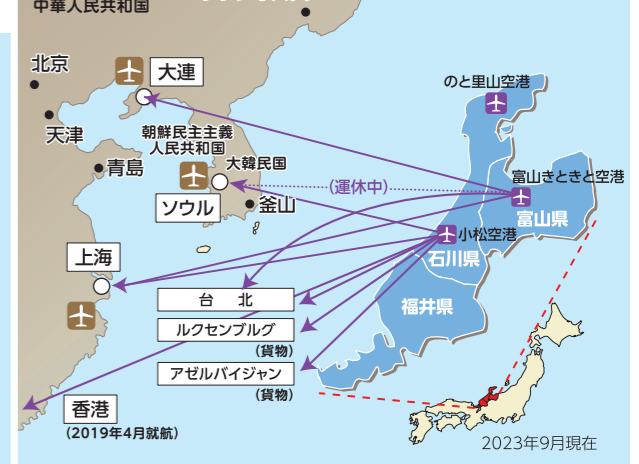 中華人民共和国
北京
大連
天津
朝鮮民主主義
人民共和国
青島
大韓民国
ソウル
釜山
(運休中)
のと里山空港
富山きときと空港
富山県
小松空港
石川県
福井県
上海
台 北
ルクセンブルグ
(貨物)
アゼルバイジャン
(貨物)
香港
(2019年4月就航)
2023年9月現在